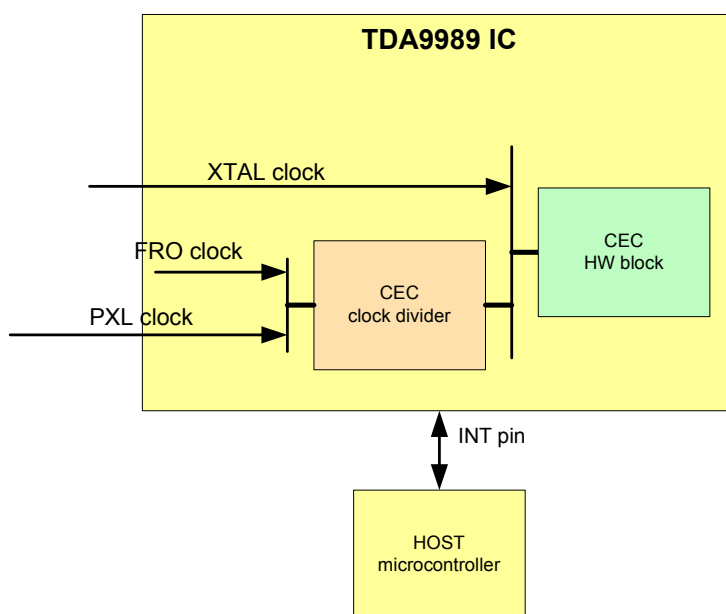 TDA9989 IC
XTAL clock
CEC
HW block
FRO clock
CEC
clock divider
PXL clock
INT pin
HOST
microcontroller